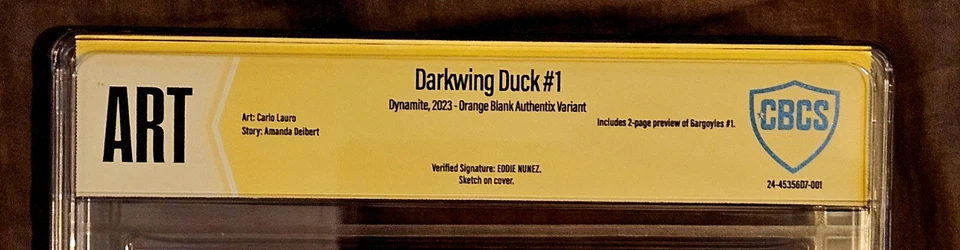 Darkwing Duck #1
Dynamite, 2023 - Orange Blank Authentix Variant
ART
Art: Carlo Lauro
Story: Amanda Deibert
Includes 2-page preview of Gargoyles #1.
CBCS
Verified Signature: EDDIE NUNEZ.
Sketch on cover.
24-45356D7-001